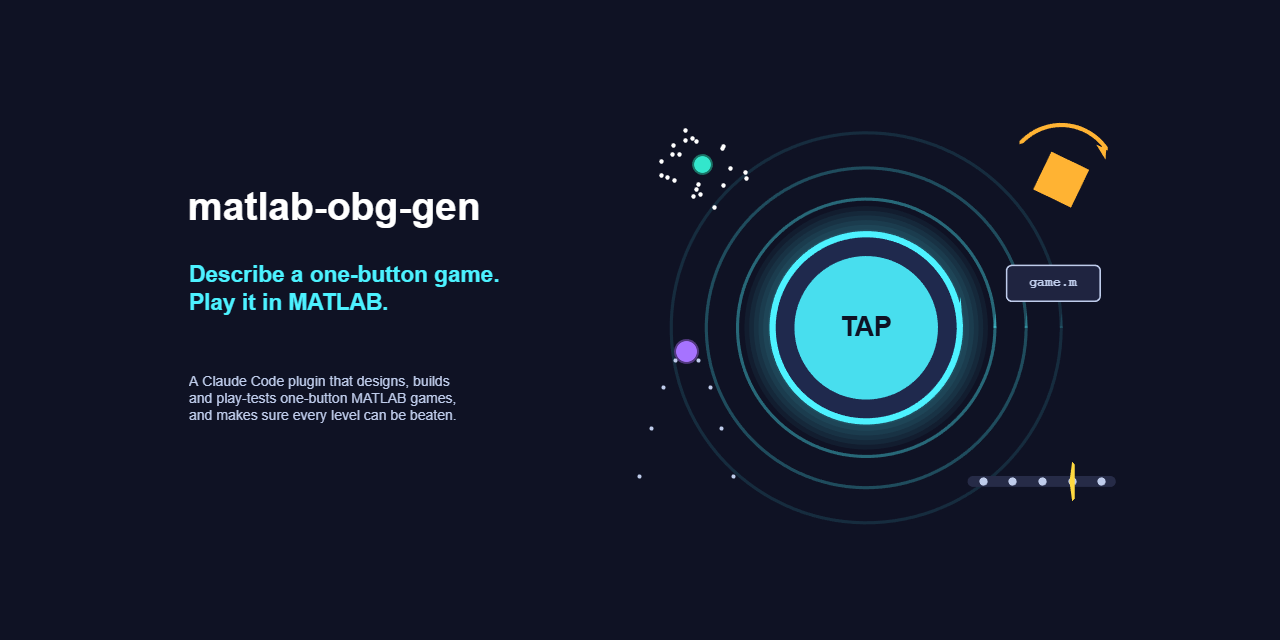 matlab-obg-gen
Describe a one-button game.
Play it in MATLAB.
A Claude Code plugin that designs, builds
and play-tests one-button MATLAB games,
and makes sure every level can be beaten.
TAP
game.m